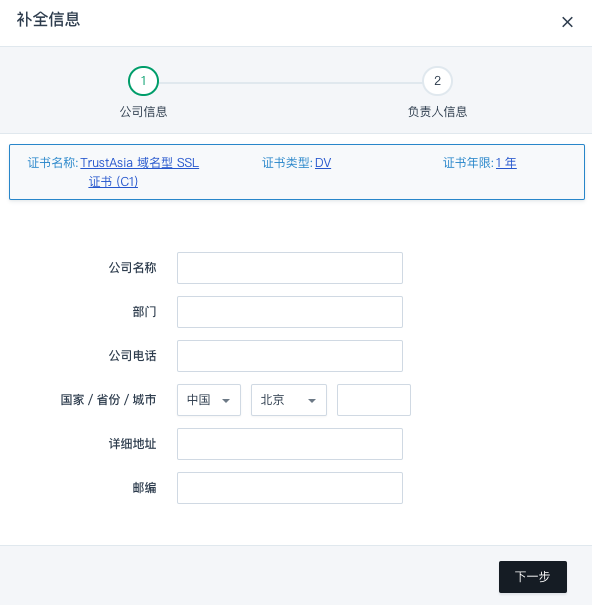 补全信息
1
2
公司信息
负责人信息
证书名称: TrustAsia 域名型 SSL
证书 (C1)
证书类型: DV
证书年限: 1 年
公司名称
部门
公司电话
国家 / 省份 / 城市
中国
北京
详细地址
邮编
下一步